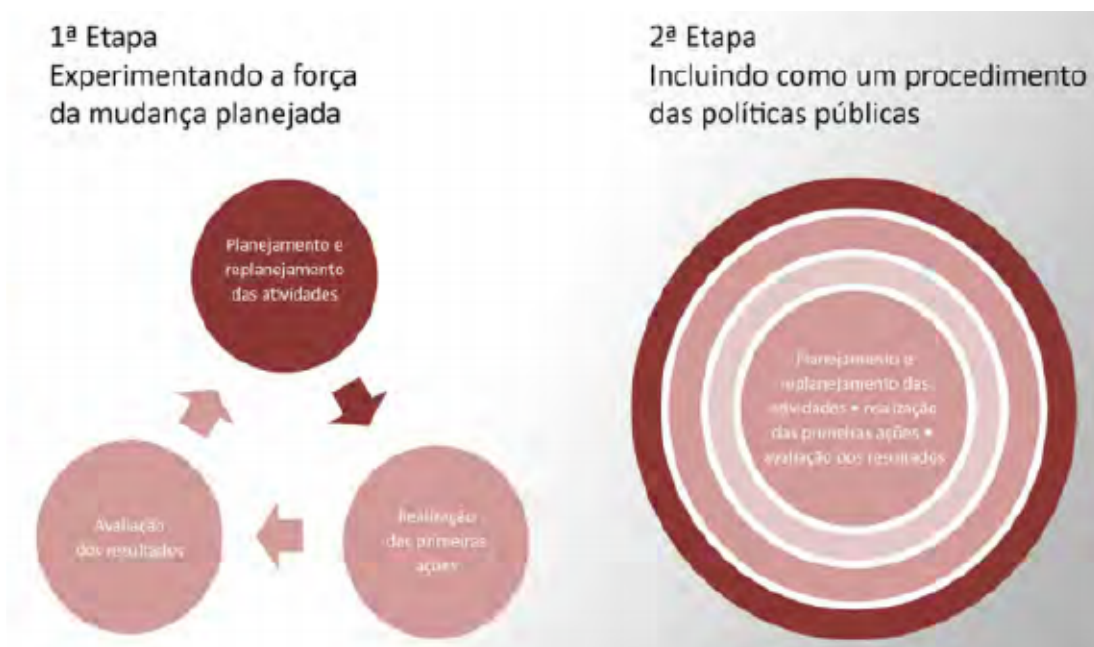 1ª Etapa
Experimentando a força
da mudança planejada
Planejamento e
replanejamento
das atividades
Realização
das primeiras
ações
Avaliação
dos resultados
2ª Etapa
Incluindo como um procedimento
das políticas públicas
Planejamento e
replanejamento das
atividades • realização
das primeiras ações •
avaliação dos resultados